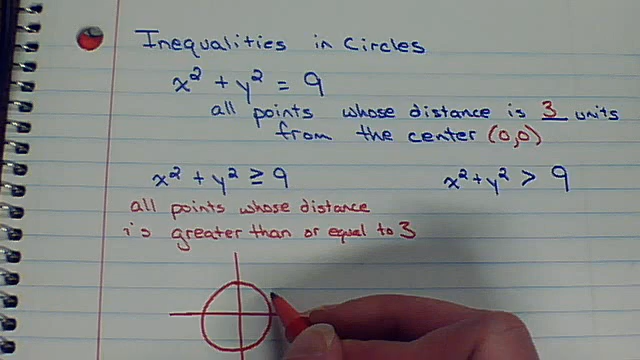 Inequalities in Circles
x² + y² = 9
all points whose distance is 3 units
from the center (0,0)
x² + y² ≥ 9
x² + y² > 9
all points whose distance
is greater than or equal to 3